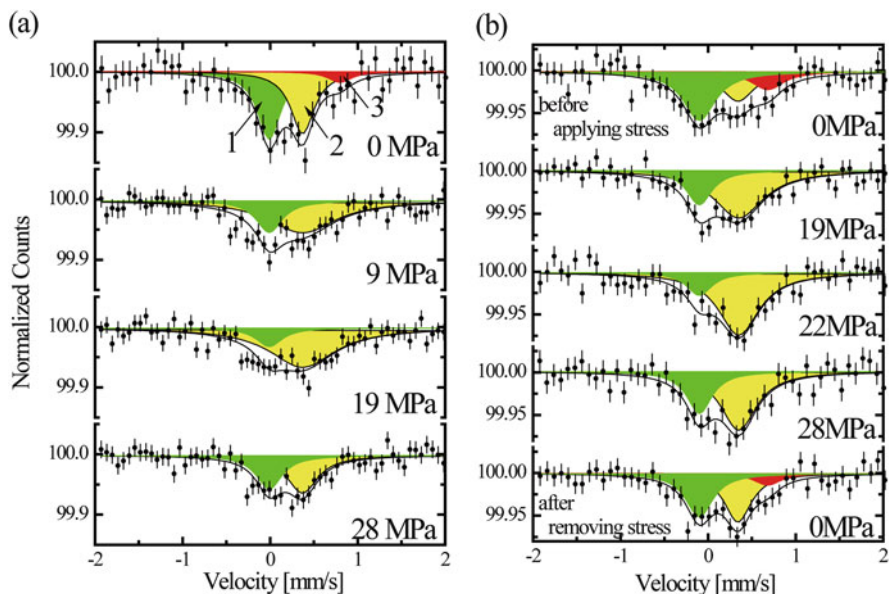 (a)
100.0
99.9
1
2
3
0 MPa
100.0
99.9
9 MPa
100.0
99.9
19 MPa
100.0
99.9
28 MPa
-2 -1 0 1 2
Velocity [mm/s]
Normalized Counts
(b)
100.00
99.95
before
applying stress
0MPa
100.00
99.95
19MPa
100.00
99.95
22MPa
100.00
99.95
28MPa
100.00
99.95
after
removing stress
0MPa
-2 -1 0 1 2
Velocity [mm/s]